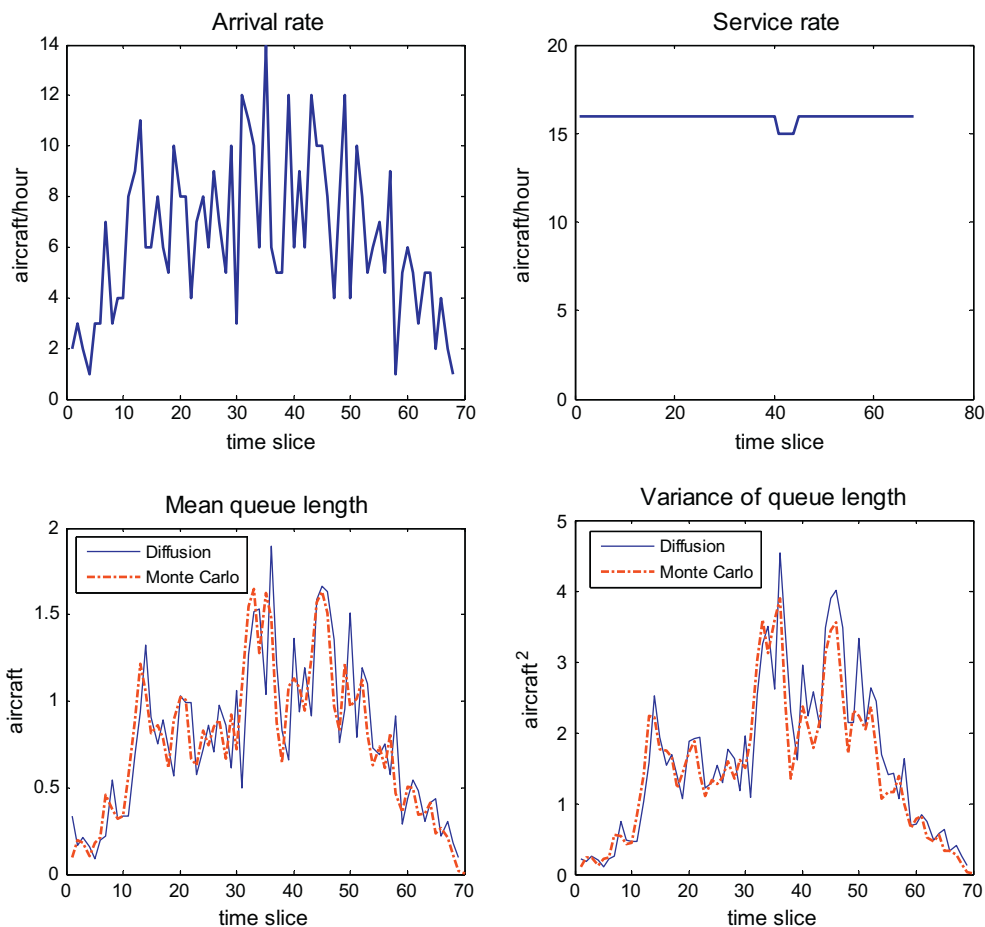 Arrival rate
aircraft/hour
14
12
10
8
6
4
2
0
0 10 20 30 40 50 60 70
time slice
Service rate
aircraft/hour
20
15
10
5
0
0 20 40 60 80
time slice
Mean queue length
Diffusion
Monte Carlo
aircraft
2
1.5
1
0.5
0
0 10 20 30 40 50 60 70
time slice
Variance of queue length
Diffusion
Monte Carlo
aircraft²
5
4
3
2
1
0
0 10 20 30 40 50 60 70
time slice